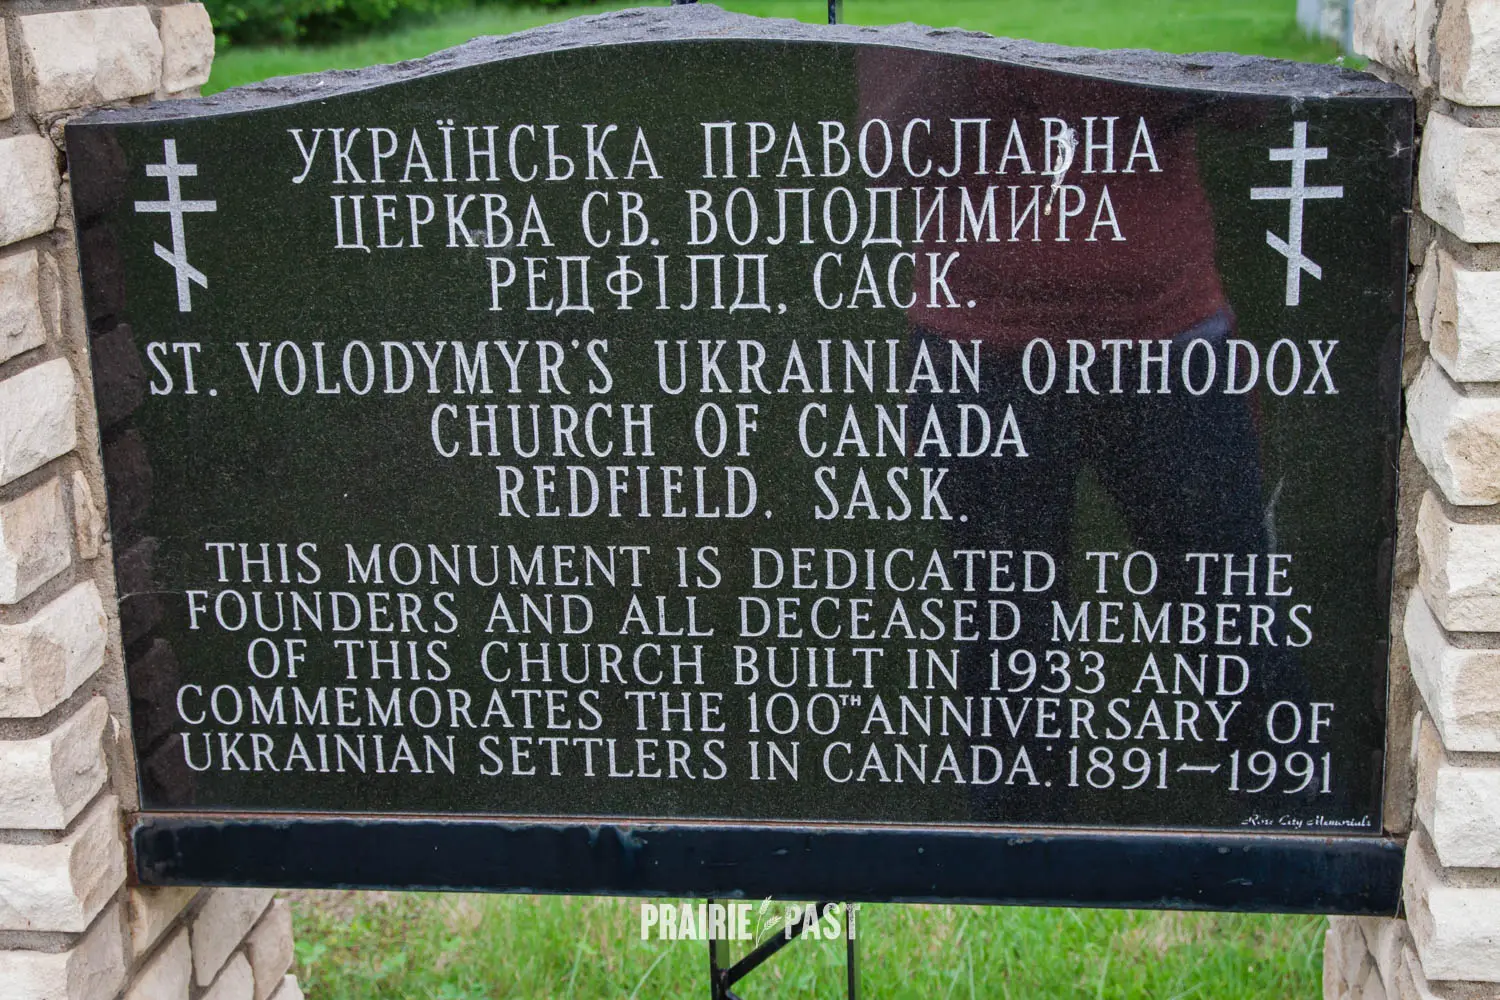 УКРАЇНСЬКА ПРАВОСЛАВНА
ЦЕРКВА СВ. ВОЛОДИМИРА
РЕДФІЛД, САСК.
ST. VOLODYMYR'S UKRAINIAN ORTHODOX
CHURCH OF CANADA
REDFIELD, SASK.
THIS MONUMENT IS DEDICATED TO THE
FOUNDERS AND ALL DECEASED MEMBERS
OF THIS CHURCH BUILT IN 1933 AND
COMMEMORATES THE 100TH ANNIVERSARY OF
UKRAINIAN SETTLERS IN CANADA. 1891-1991
Rose City Memorials
PRAIRIE PAST